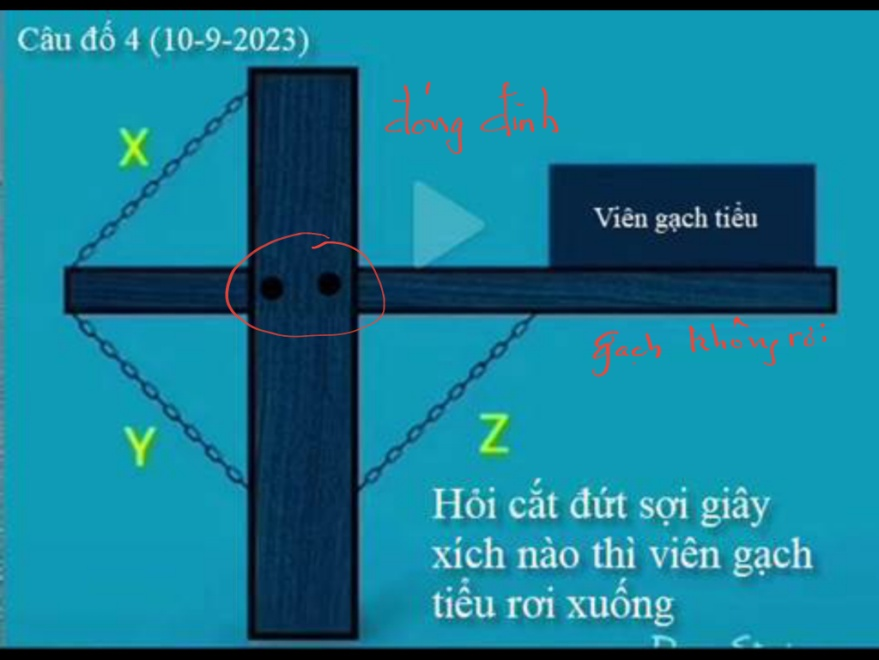 Câu đố 4 (10-9-2023)
đóng đinh
X
Viên gạch tiểu
gạch không rơi
Y
Z
Hỏi cắt đứt sợi giây
xích nào thì viên gạch
tiểu rơi xuống